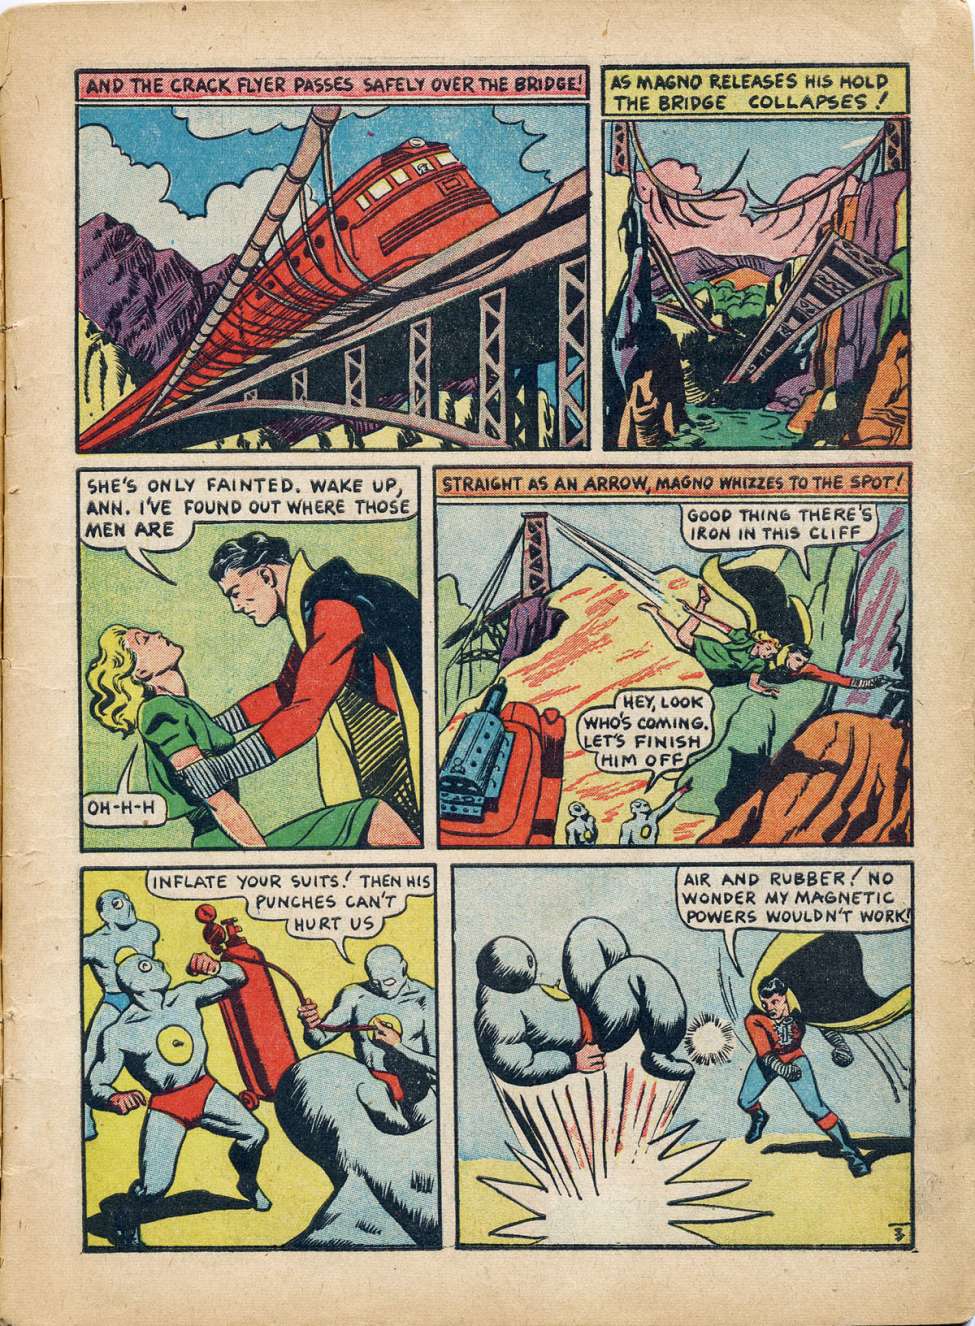 AND THE CRACK FLYER PASSES SAFELY OVER THE BRIDGE!
AS MAGNO RELEASES HIS HOLD
THE BRIDGE COLLAPSES!
SHE'S ONLY FAINTED. WAKE UP,
ANN. I'VE FOUND OUT WHERE THOSE
MEN ARE
OH-H-H
STRAIGHT AS AN ARROW, MAGNO WHIZZES TO THE SPOT!
GOOD THING THERE'S
IRON IN THIS CLIFF
HEY, LOOK
WHO'S COMING.
LET'S FINISH
HIM OFF
INFLATE YOUR SUITS! THEN HIS
PUNCHES CAN'T
HURT US
AIR AND RUBBER! NO
WONDER MY MAGNETIC
POWERS WOULDN'T WORK!